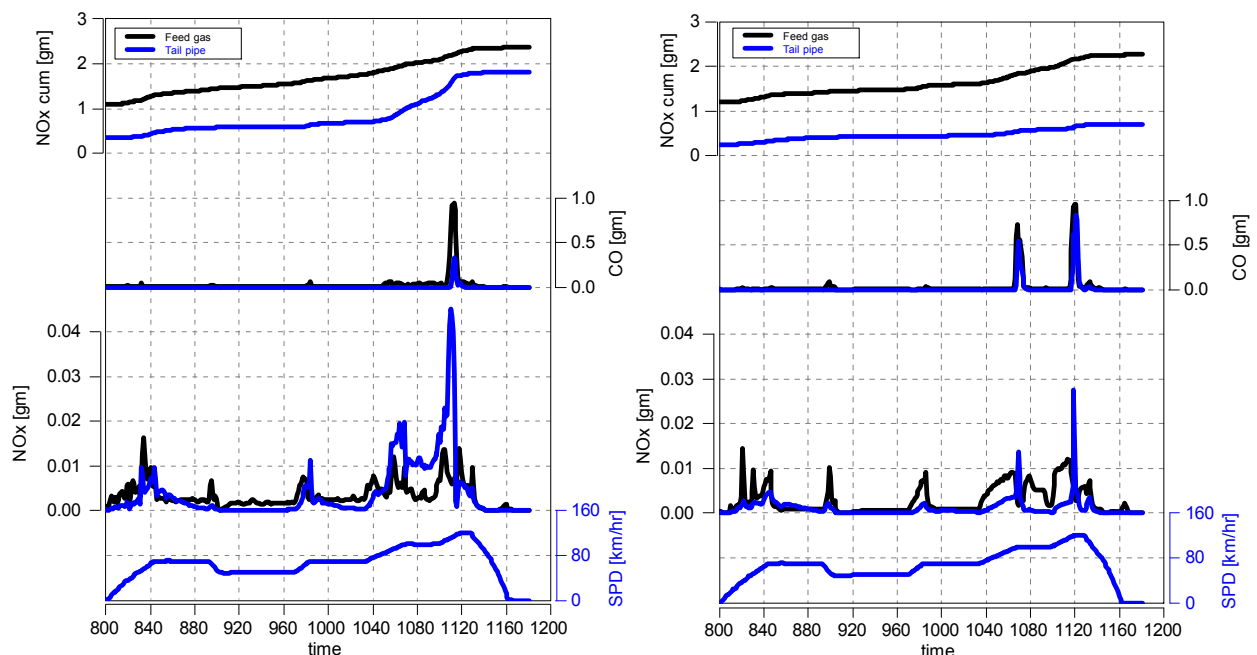 3
2
1
0
NOx cum [gm]
Feed gas
Tail pipe
1.0
0.5
0.0
CO [gm]
0.04
0.03
0.02
0.01
0.00
NOx [gm]
160
80
0
SPD [km/hr]
800 840 920 960 1000 1040 1080 1120 1160 1200
time
3
2
1
0
NOx cum [gm]
Feed gas
Tail pipe
1.0
0.5
0.0
CO [gm]
0.04
0.03
0.02
0.01
0.00
NOx [gm]
160
80
0
SPD [km/hr]
800 840 920 960 1000 1040 1080 1120 1160 1200
time